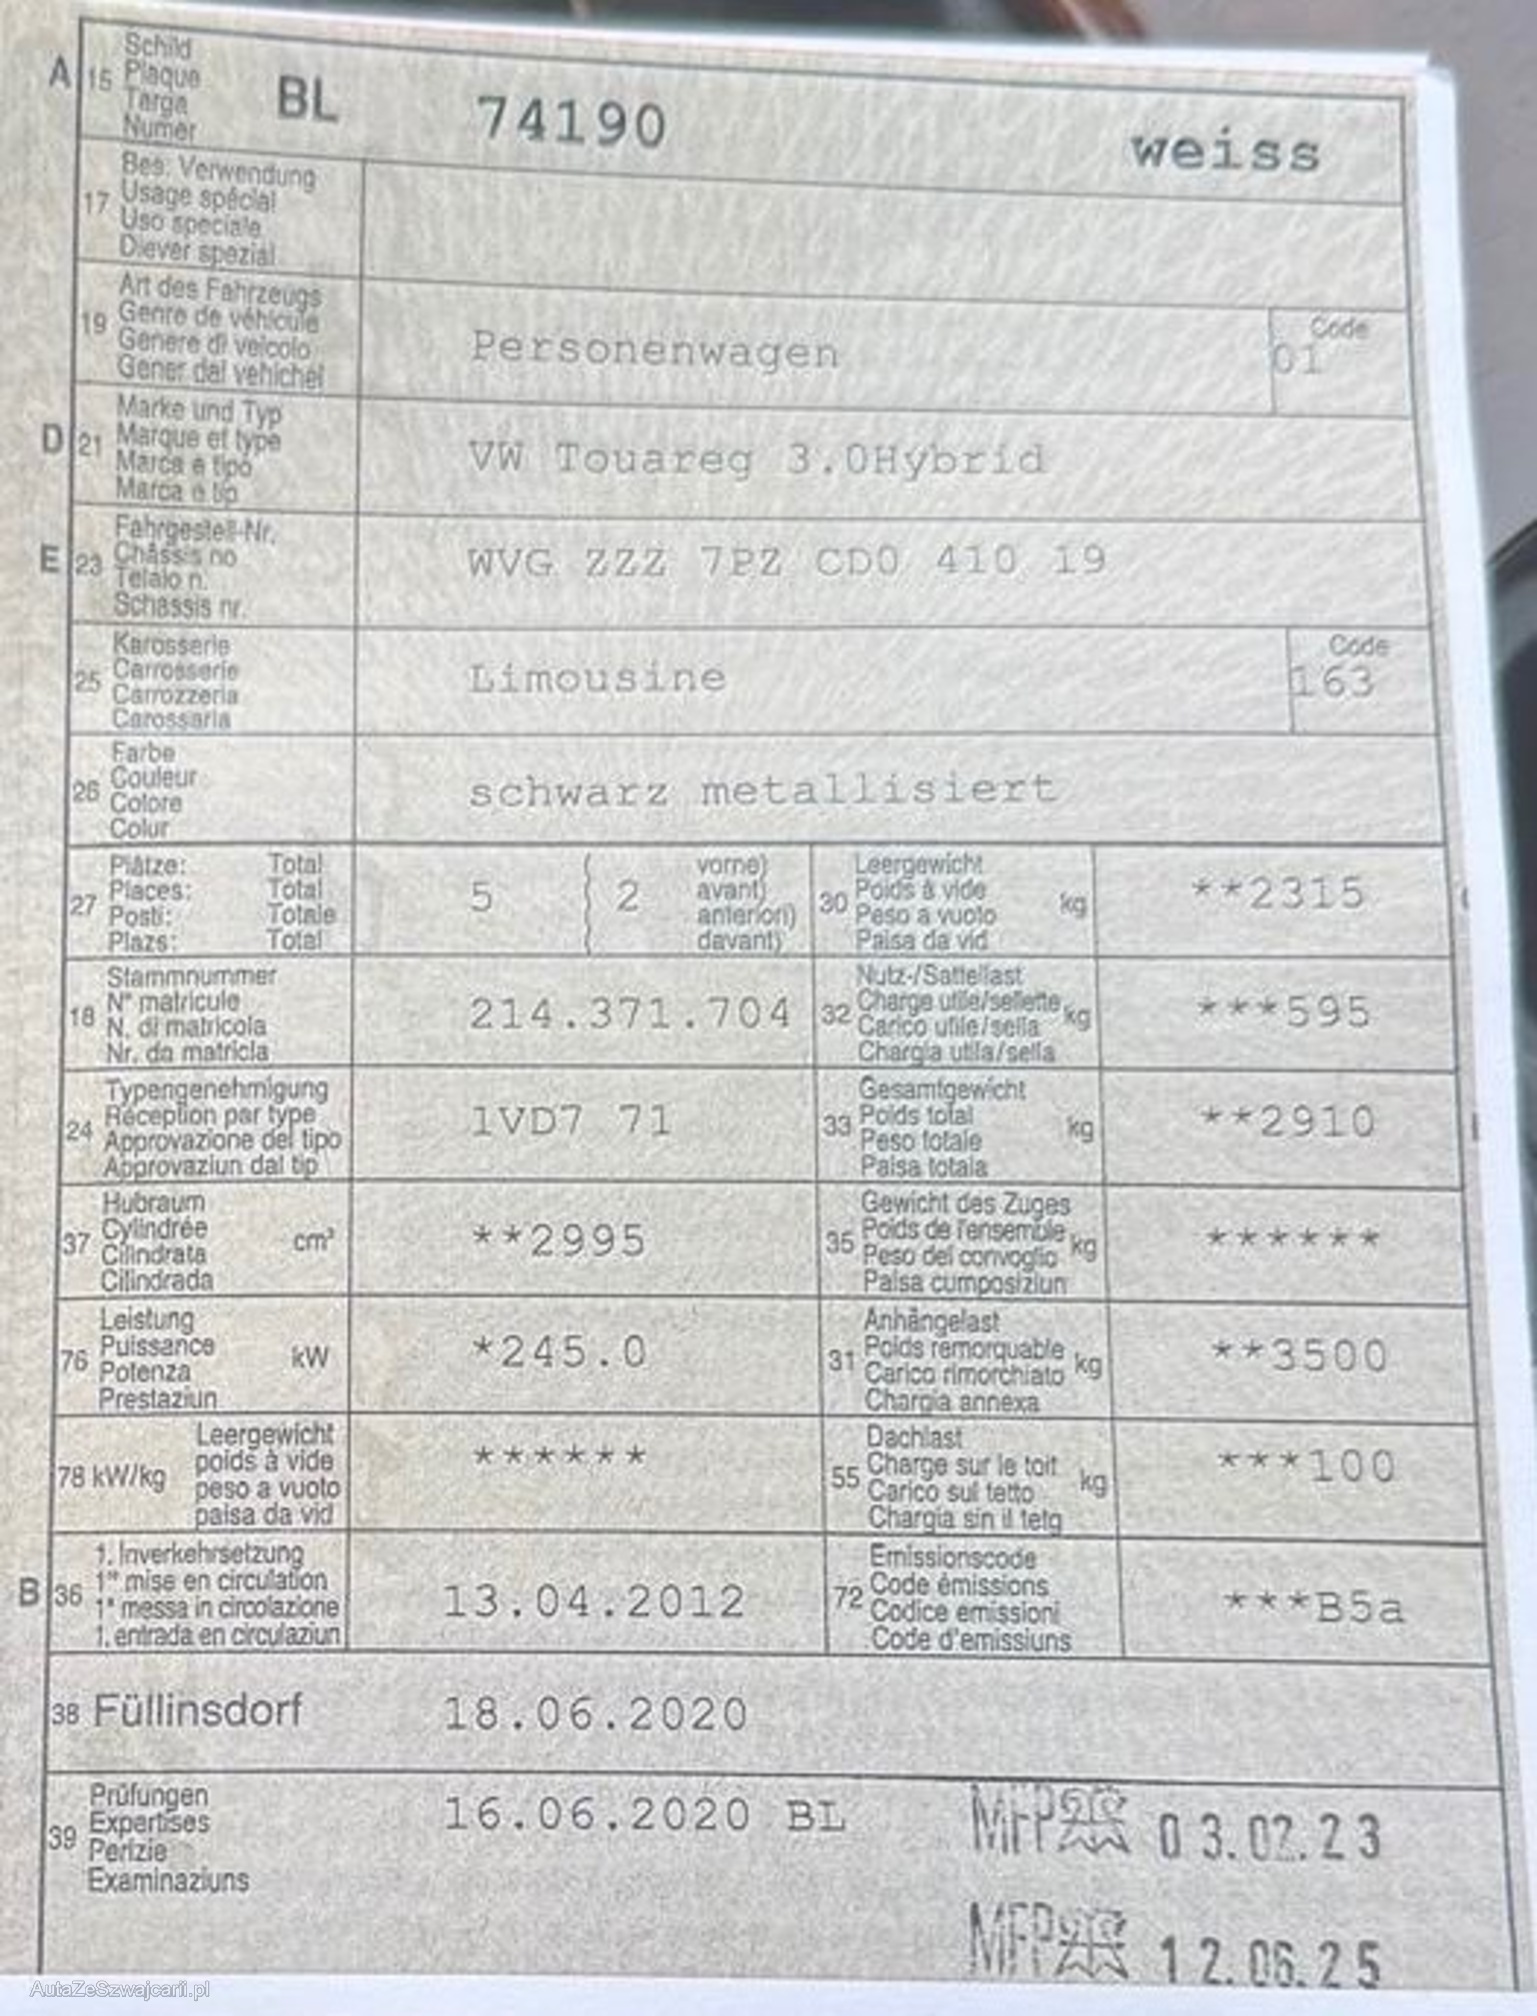 A 15 Schild BL 74190 weiss
Plaque
Targa
Numer
17 Bes. Verwendung
Usage spécial
Uso speciale
Diever spezial
19 Art des Fahrzeugs Personenwagen Code 01
Genre de véhicule
Genere di veicolo
Gener dal vehichel
D 21 Marke und Typ VW Touareg 3.0Hybrid
Marque et type
Marca e tipo
Marca e tip
E 23 Fahrgestell-Nr. WVG ZZZ 7PZ CD0 410 19
Châssis no
Telaio n.
Schassis nr.
25 Karosserie Limousine Code 163
Carrosserie
Carrozzeria
Carossaria
26 Farbe schwarz metallisiert
Couleur
Colore
Colur
27 Plätze: Total 5 ( 2 vorne)
Places: Total avant)
Posti: Totale anteriori)
Plazs: Total davant)
30 Leergewicht kg **2315
Poids à vide
Peso a vuoto
Paisa da vid
18 Stammnummer 214.371.704
N° matricule
N. di matricola
Nr. da matricla
32 Nutz-/Sattellast kg ***595
Charge utile/sellette
Carico utile/sella
Chargia utila/sella
24 Typengenehmigung 1VD7 71
Réception par type
Approvazione del tipo
Approvaziun dal tip
33 Gesamtgewicht kg **2910
Poids total
Peso totale
Paisa totala
37 Hubraum cm³ **2995
Cylindrée
Cilindrata
Cilindrada
35 Gewicht des Zuges kg ******
Poids de l'ensemble
Peso del convoglio
Paisa cumposiziun
76 Leistung kW *245.0
Puissance
Potenza
Prestaziun
31 Anhängelast kg **3500
Poids remorquable
Carico rimorchiato
Chargia annexa
78 kW/kg Leergewicht ******
poids à vide
peso a vuoto
paisa da vid
55 Dachlast kg ***100
Charge sur le toit
Carico sul tetto
Chargia sin il tetg
B 36 1. Inverkehrsetzung 13.04.2012
1re mise en circulation
1a messa in circolazione
1. entrada en circulaziun
72 Emissionscode ***B5a
Code émissions
Codice emissioni
Code d'emissiuns
38 Füllinsdorf 18.06.2020
39 Prüfungen 16.06.2020 BL MFP 03.02.23
Expertises
Perizie
Examinaziuns
MFP 12.06.25
AutaZeSzwajcarii.pl